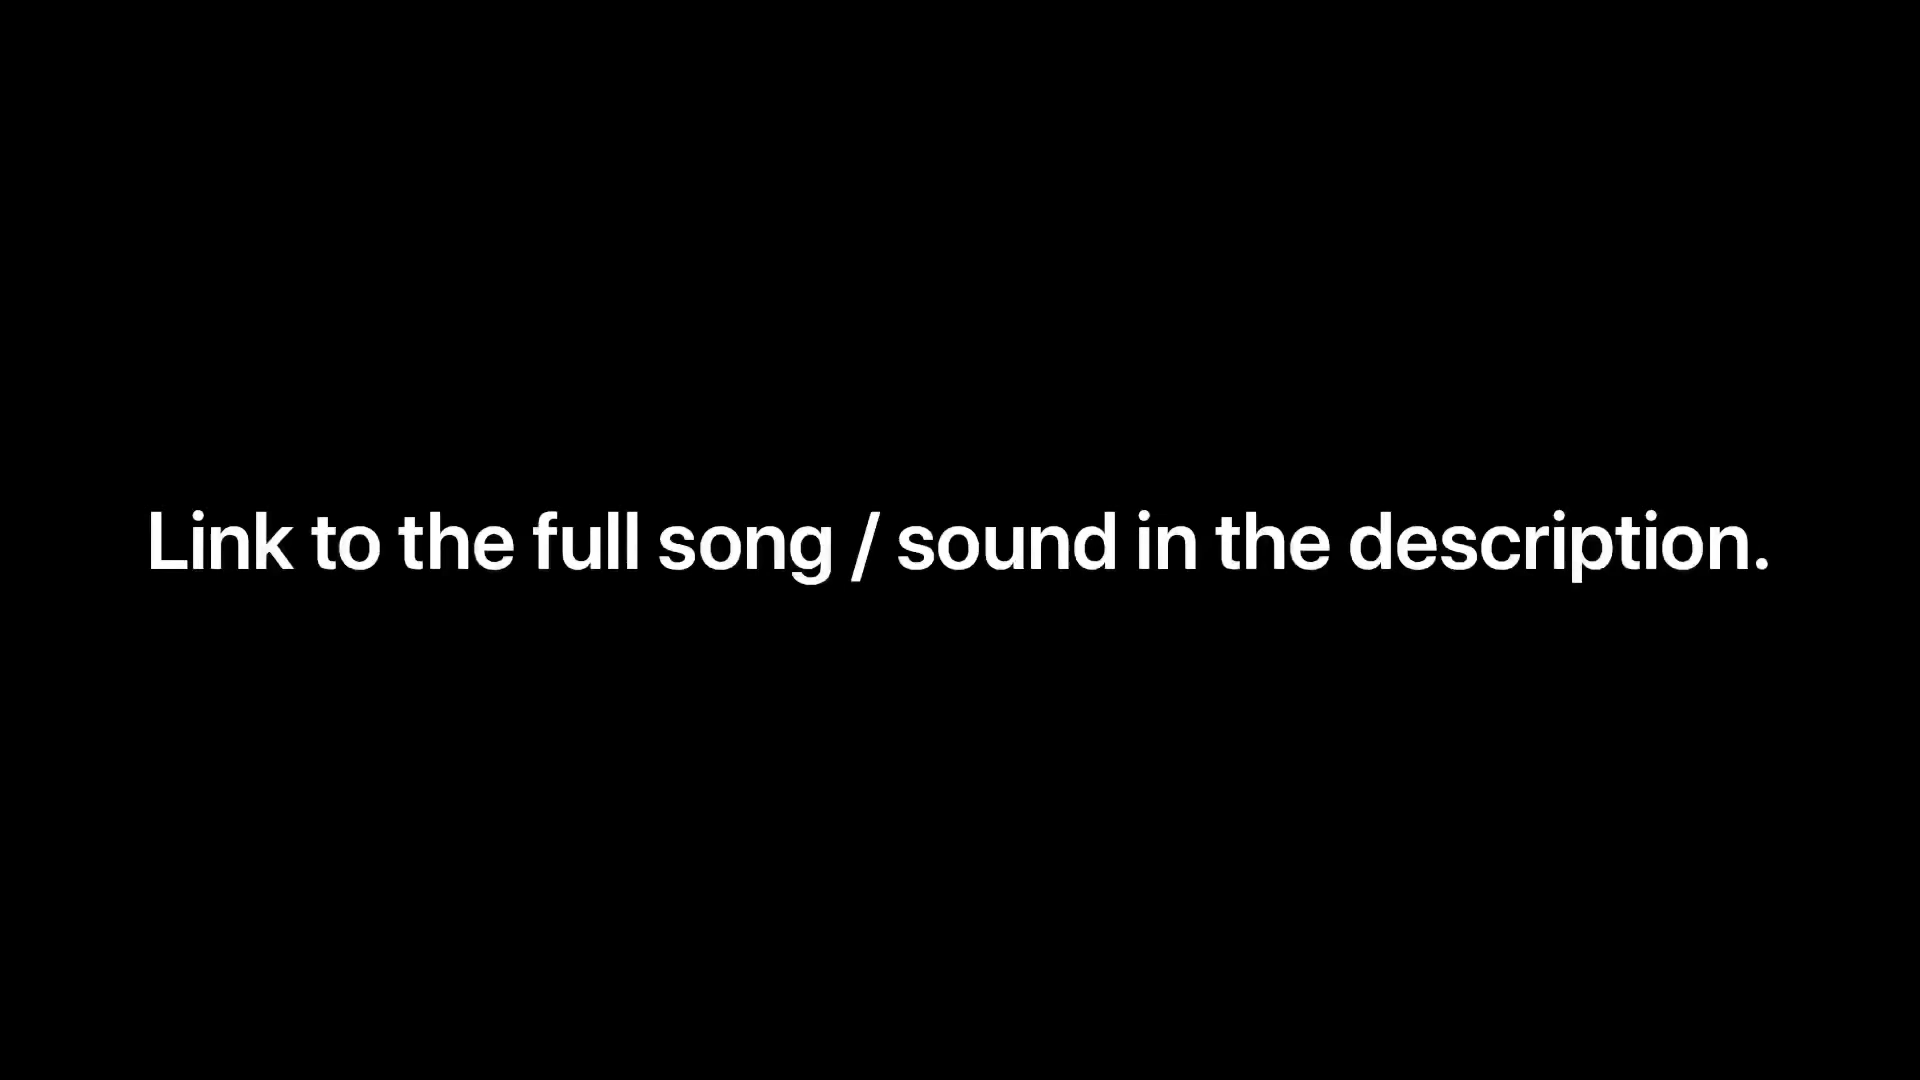 Link to the full song / sound in the description.